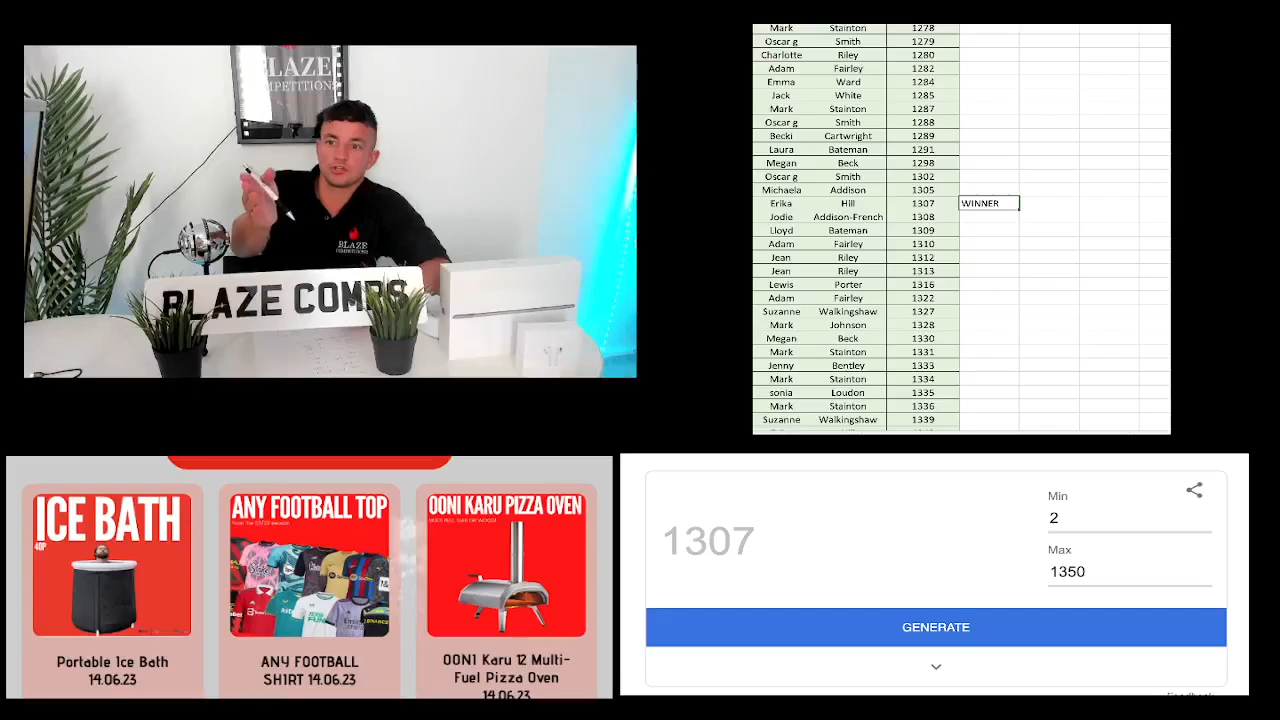 BLAZE
COMPETITIONS
BLAZE
COMPETITIONS
BLAZE COMPS
Mark Stainton 1278
Oscar g Smith 1279
Charlotte Riley 1280
Adam Fairley 1282
Emma Ward 1284
Jack White 1285
Mark Stainton 1287
Oscar g Smith 1288
Becki Cartwright 1289
Laura Bateman 1291
Megan Beck 1298
Oscar g Smith 1302
Michaela Addison 1305
Erika Hill 1307 WINNER
Jodie Addison-French 1308
Lloyd Bateman 1309
Adam Fairley 1310
Jean Riley 1312
Jean Riley 1313
Lewis Porter 1316
Adam Fairley 1322
Suzanne Walkingshaw 1327
Mark Johnson 1328
Megan Beck 1330
Mark Stainton 1331
Jenny Bentley 1333
Mark Stainton 1334
sonia Loudon 1335
Mark Stainton 1336
Suzanne Walkingshaw 1339
ICE BATH
40P
Portable Ice Bath
14.06.23
ANY FOOTBALL TOP
ANY FOOTBALL
SHIRT 14.06.23
OONI KARU PIZZA OVEN
OONI Karu 12 Multi-
Fuel Pizza Oven
14.06.23
1307
Min
2
Max
1350
GENERATE
Feedback